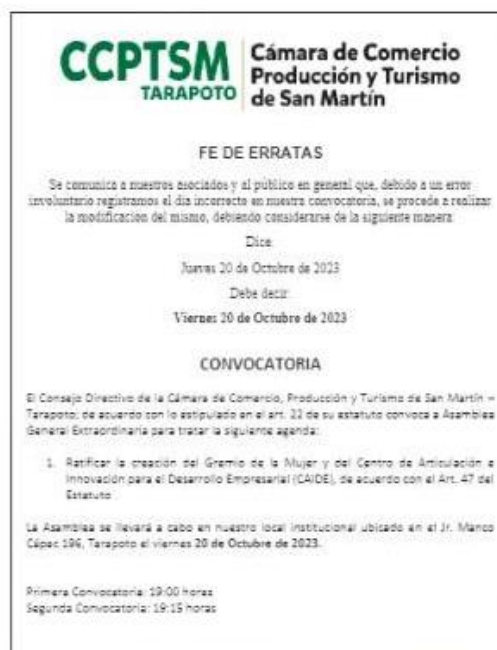 CCPTSM
TARAPOTO
Cámara de Comercio
Producción y Turismo
de San Martín
FE DE ERRATAS
Se comunica a nuestros asociados y al público en general que, debido a un error
involuntario registramos el día incorrecto en nuestra convocatoria, se procede a realizar
la modificación del mismo, debiendo considerarse de la siguiente manera
Dice:
Jueves 20 de Octubre de 2023
Debe decir:
Viernes 20 de Octubre de 2023
CONVOCATORIA
El Consejo Directivo de la Cámara de Comercio, Producción y Turismo de San Martín –
Tarapoto; de acuerdo con lo estipulado en el art. 22 de su estatuto convoca a Asamblea
General Extraordinaria para tratar la siguiente agenda:
1. Ratificar la creación del Gremio de la Mujer y del Centro de Articulación e
Innovación para el Desarrollo Empresarial (CAIDE), de acuerdo con el Art. 47 del
Estatuto
La Asamblea se llevará a cabo en nuestro local institucional ubicado en el Jr. Manco
Cápac 196, Tarapoto el viernes 20 de Octubre de 2023.
Primera Convocatoria: 19:00 horas
Segunda Convocatoria: 19:15 horas